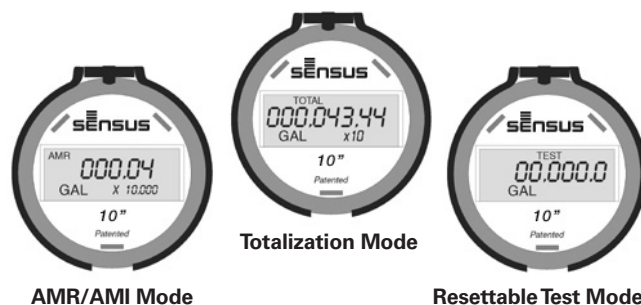 sensus
AMR
000.04
GAL X 10,000
10"
Patented
AMR/AMI Mode
sensus
TOTAL
000.043.44
GAL x10
10"
Patented
Totalization Mode
sensus
TEST
00.000.0
GAL
10"
Patented
Resettable Test Mode